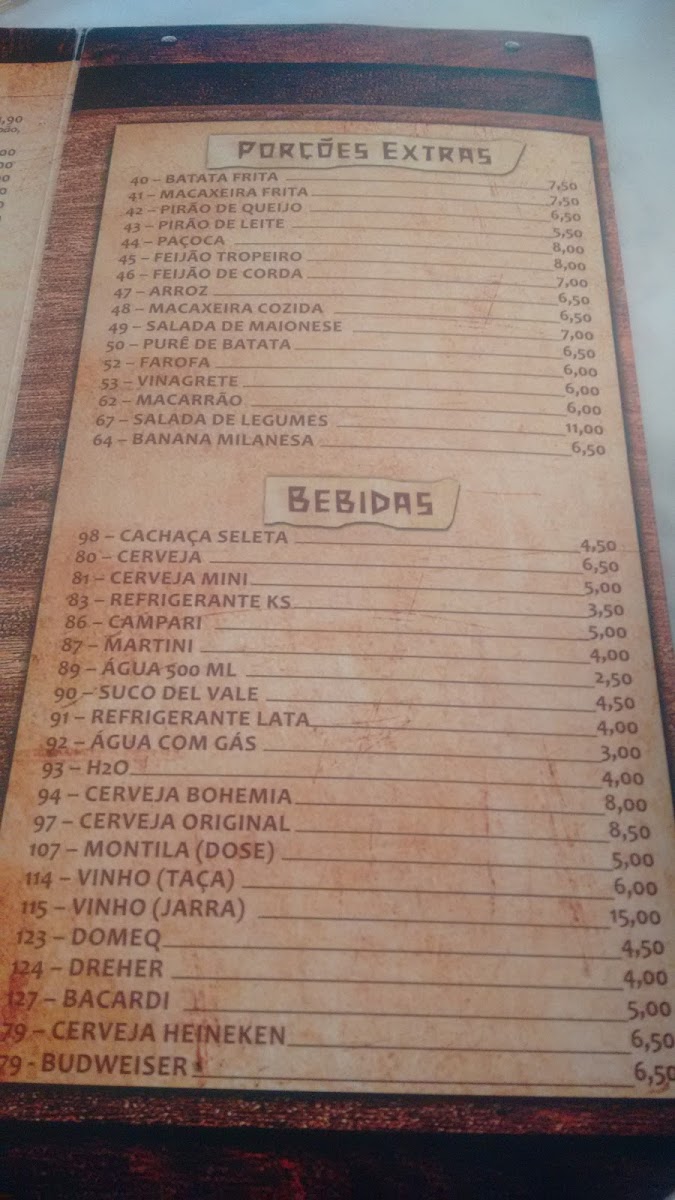 PORÇÕES EXTRAS
40 – BATATA FRITA 7,50
41 – MACAXEIRA FRITA 7,50
42 – PIRÃO DE QUEIJO 6,50
43 – PIRÃO DE LEITE 5,50
44 – PAÇOCA 8,00
45 – FEIJÃO TROPEIRO 8,00
46 – FEIJÃO DE CORDA 7,00
47 – ARROZ 6,50
48 – MACAXEIRA COZIDA 6,50
49 – SALADA DE MAIONESE 7,00
50 – PURÊ DE BATATA 6,50
52 – FAROFA 6,00
53 – VINAGRETE 6,00
62 – MACARRÃO 6,00
67 – SALADA DE LEGUMES 11,00
64 – BANANA MILANESA 6,50
BEBIDAS
98 – CACHAÇA SELETA 4,50
80 – CERVEJA 6,50
81 – CERVEJA MINI 5,00
83 – REFRIGERANTE KS 3,50
86 – CAMPARI 5,00
87 – MARTINI 4,00
89 – ÁGUA 500 ML 2,50
90 – SUCO DEL VALE 4,50
91 – REFRIGERANTE LATA 4,00
92 – ÁGUA COM GÁS 3,00
93 – H2O 4,00
94 – CERVEJA BOHEMIA 8,00
97 – CERVEJA ORIGINAL 8,50
107 – MONTILA (DOSE) 5,00
114 – VINHO (TAÇA) 6,00
115 – VINHO (JARRA) 15,00
123 – DOMEQ 4,50
124 – DREHER 4,00
127 – BACARDI 5,00
79 – CERVEJA HEINEKEN 6,50
79 - BUDWEISER 6,50